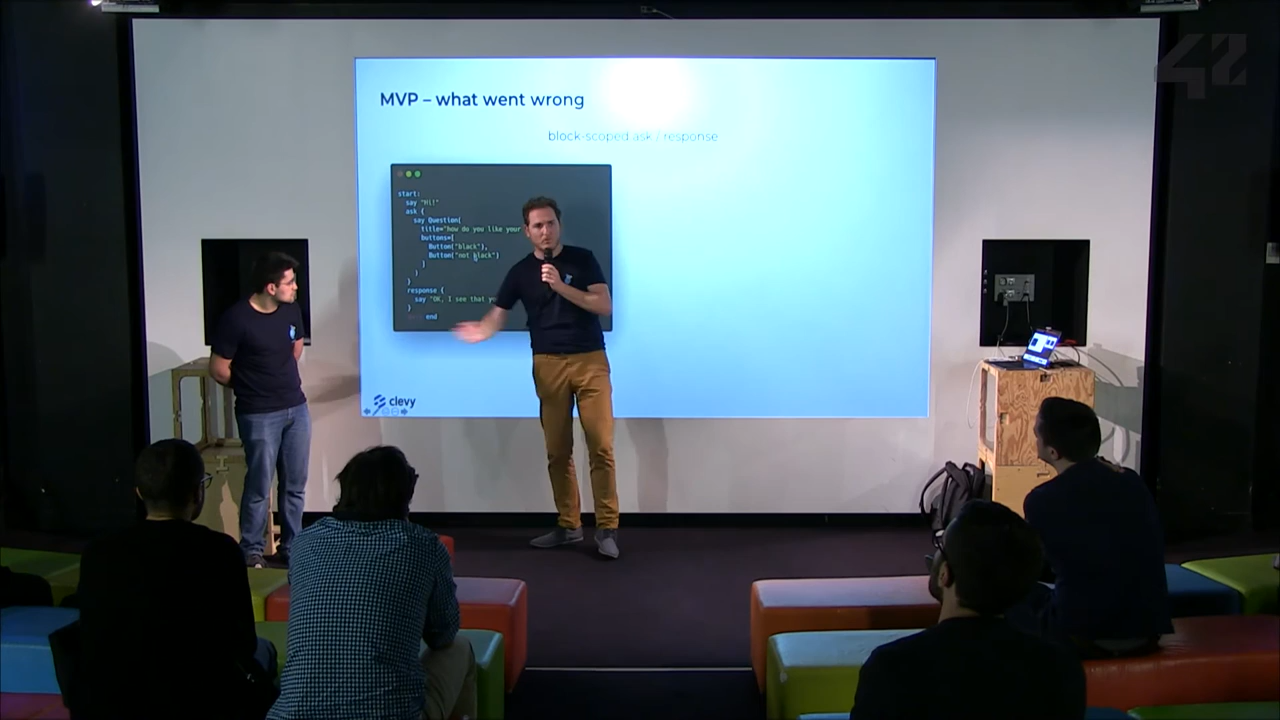 42
MVP – what went wrong
block-scoped ask / response
start:
say "Hi!"
ask {
say Question(
title="how do you like your
buttons=[
Button("black"),
Button("not black")
]
)
}
response {
say "OK, I see that
}
end
clevy